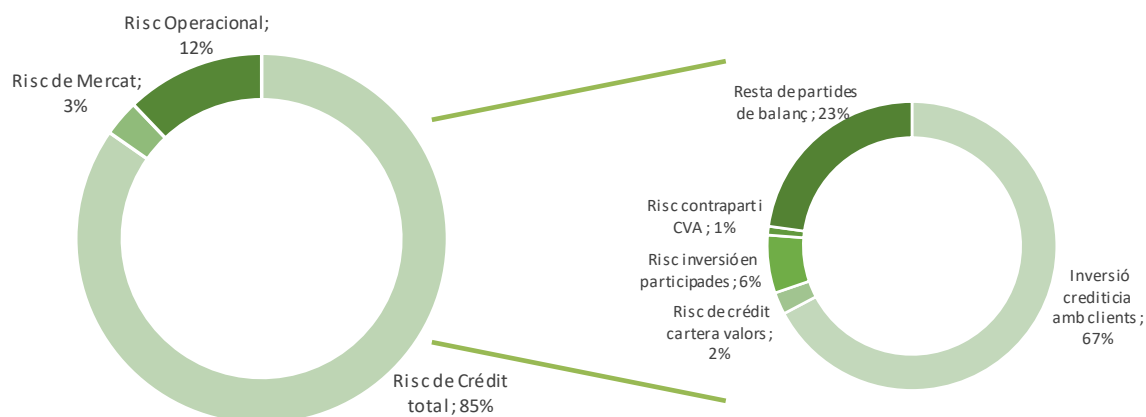 Risc Operacional;
12%
Risc de Mercat;
3%
Risc de Crédit
total; 85%
Resta de partides
de balanç; 23%
Risc contraparti
CVA; 1%
Risc inversió en
participades; 6%
Risc de crédit
cartera valors;
2%
Inversió
crediticia
amb clients;
67%